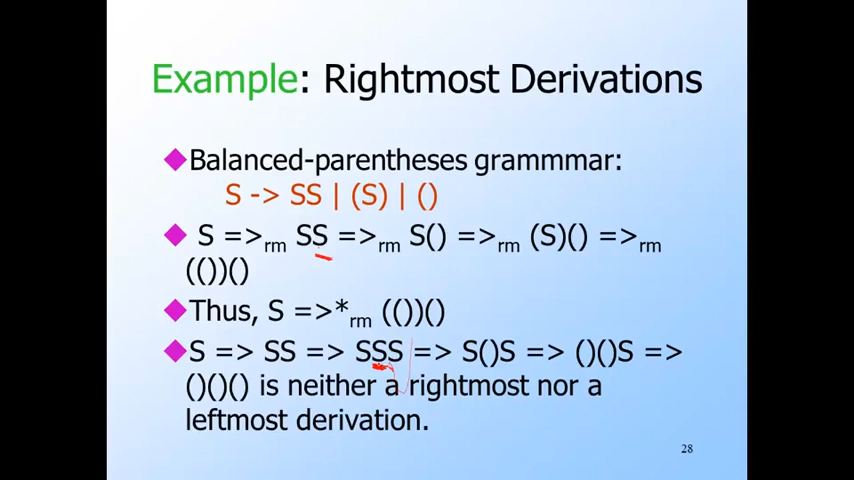 Example: Rightmost Derivations
◆Balanced-parentheses grammmar:
S -> SS | (S) | ()
◆ S =>rm SS =>rm S() =>rm (S)() =>rm
(())()
◆Thus, S =>*rm (())()
◆S => SS => SSS => S()S => ()()S =>
()()() is neither a rightmost nor a
leftmost derivation.
28